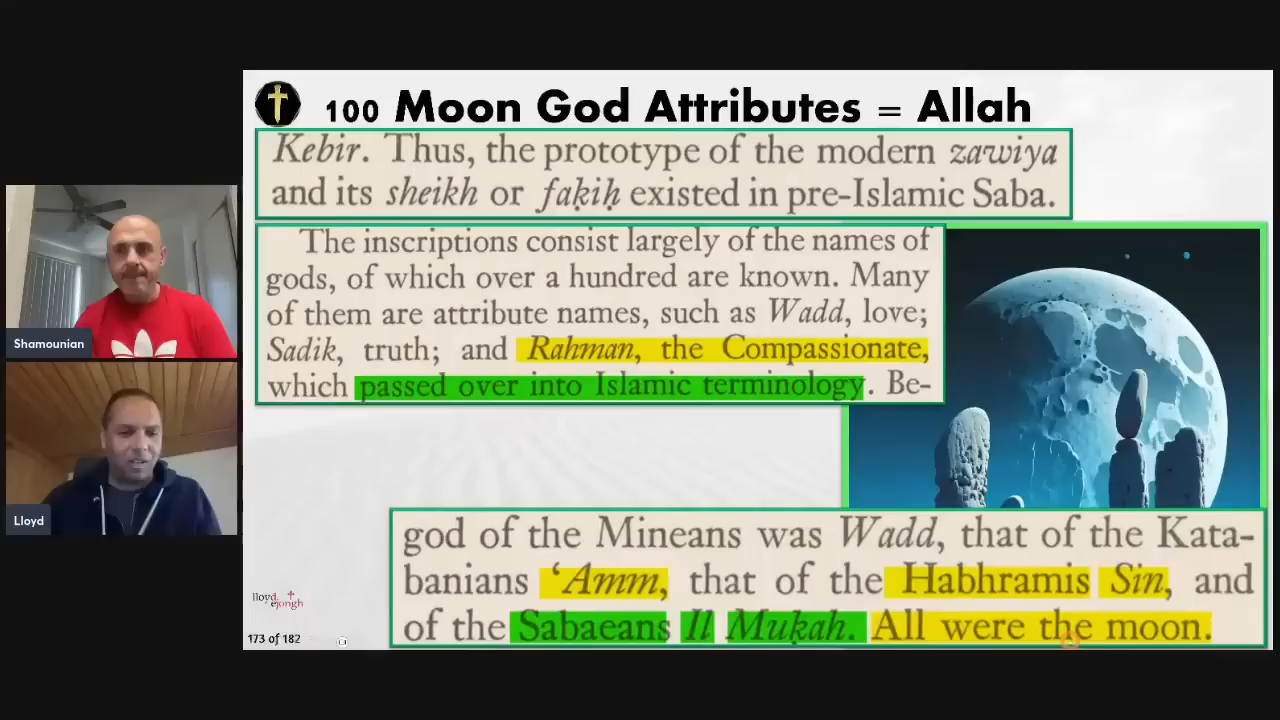 100 Moon God Attributes = Allah
Kebir. Thus, the prototype of the modern zawiya
and its sheikh or faḳiḥ existed in pre-Islamic Saba.
The inscriptions consist largely of the names of
gods, of which over a hundred are known. Many
of them are attribute names, such as Wadd, love;
Sadik, truth; and Rahman, the Compassionate,
which passed over into Islamic terminology. Be-
god of the Mineans was Wadd, that of the Kata-
banians ‘Amm, that of the Habhramis Sin, and
of the Sabaeans Il Muḳah. All were the moon.
Shamounian
Lloyd
lloyd
ejongh
173 of 182